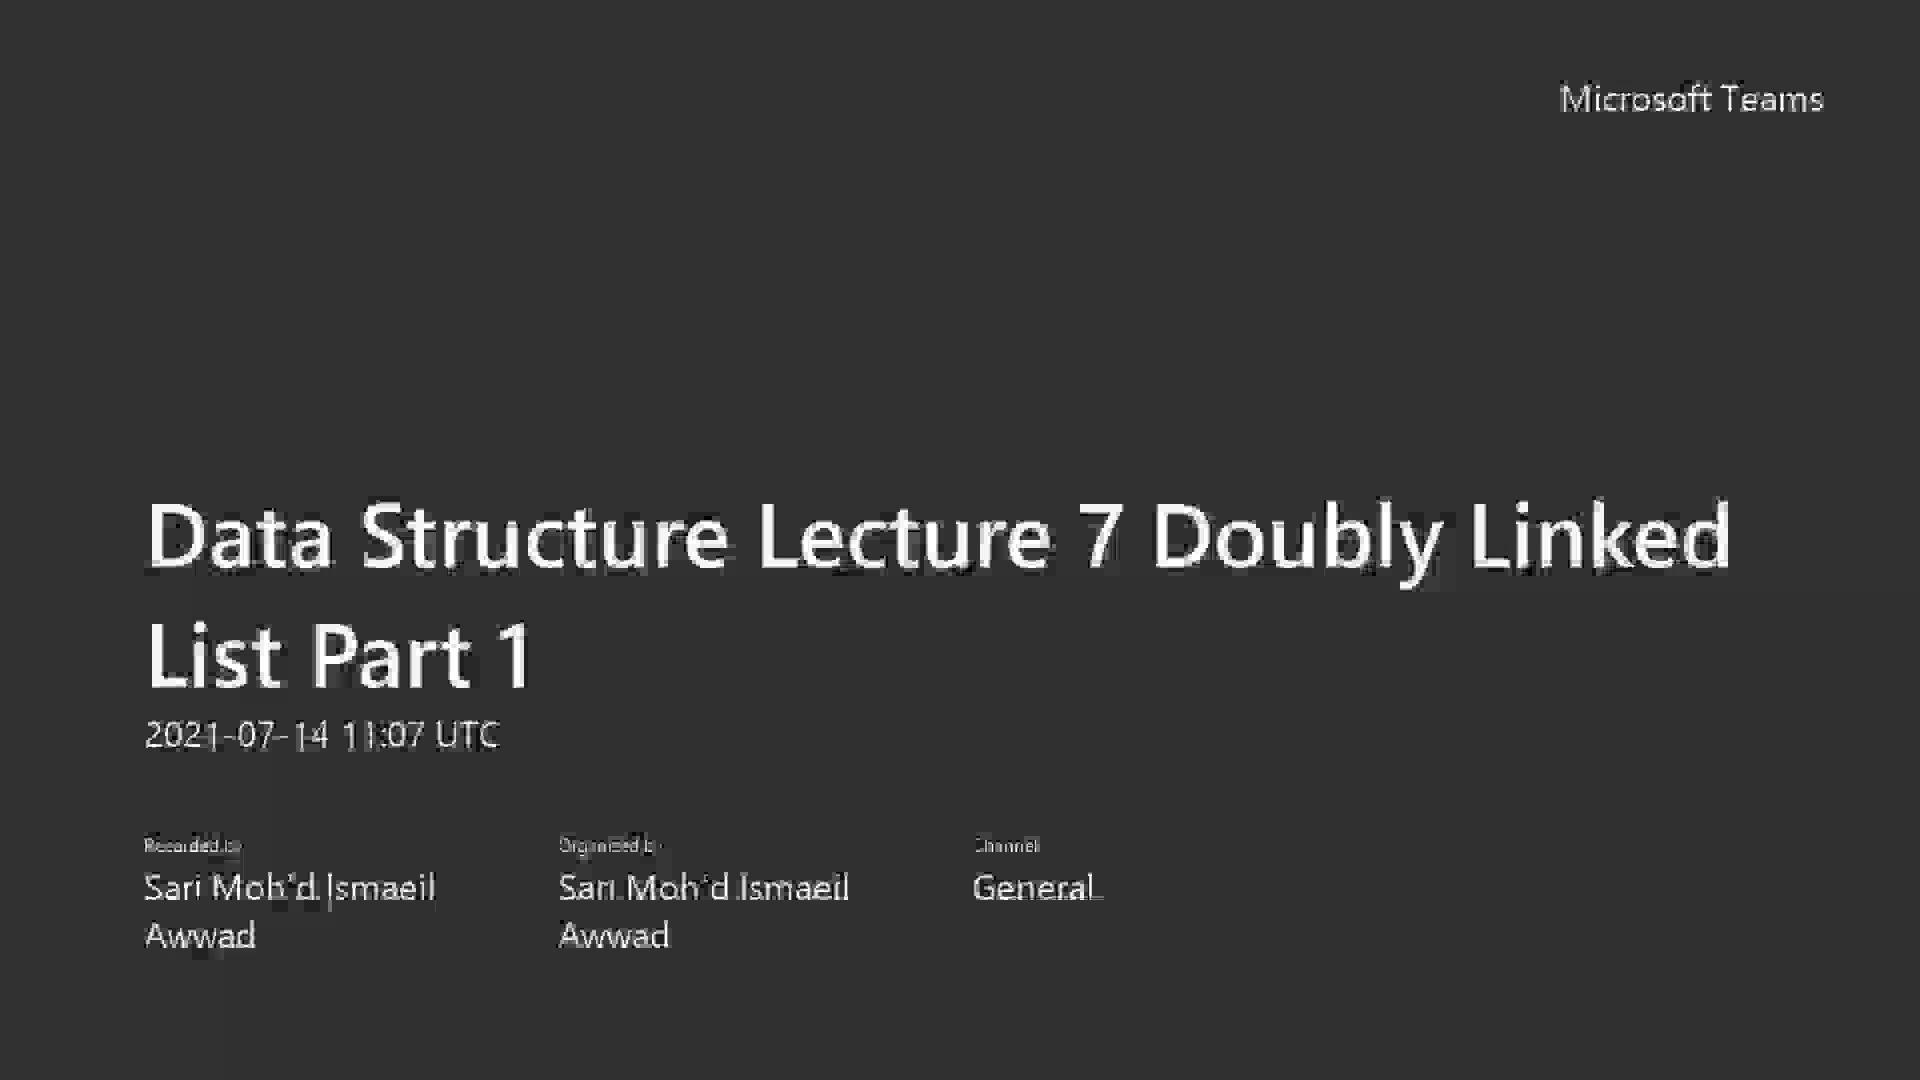 Microsoft Teams
Data Structure Lecture 7 Doubly Linked
List Part 1
2021-07-14 11:07 UTC
Recorded by
Organized by
Channel
Sari Moh'd Ismaeil
Sari Moh'd Ismaeil
General
Awwad
Awwad